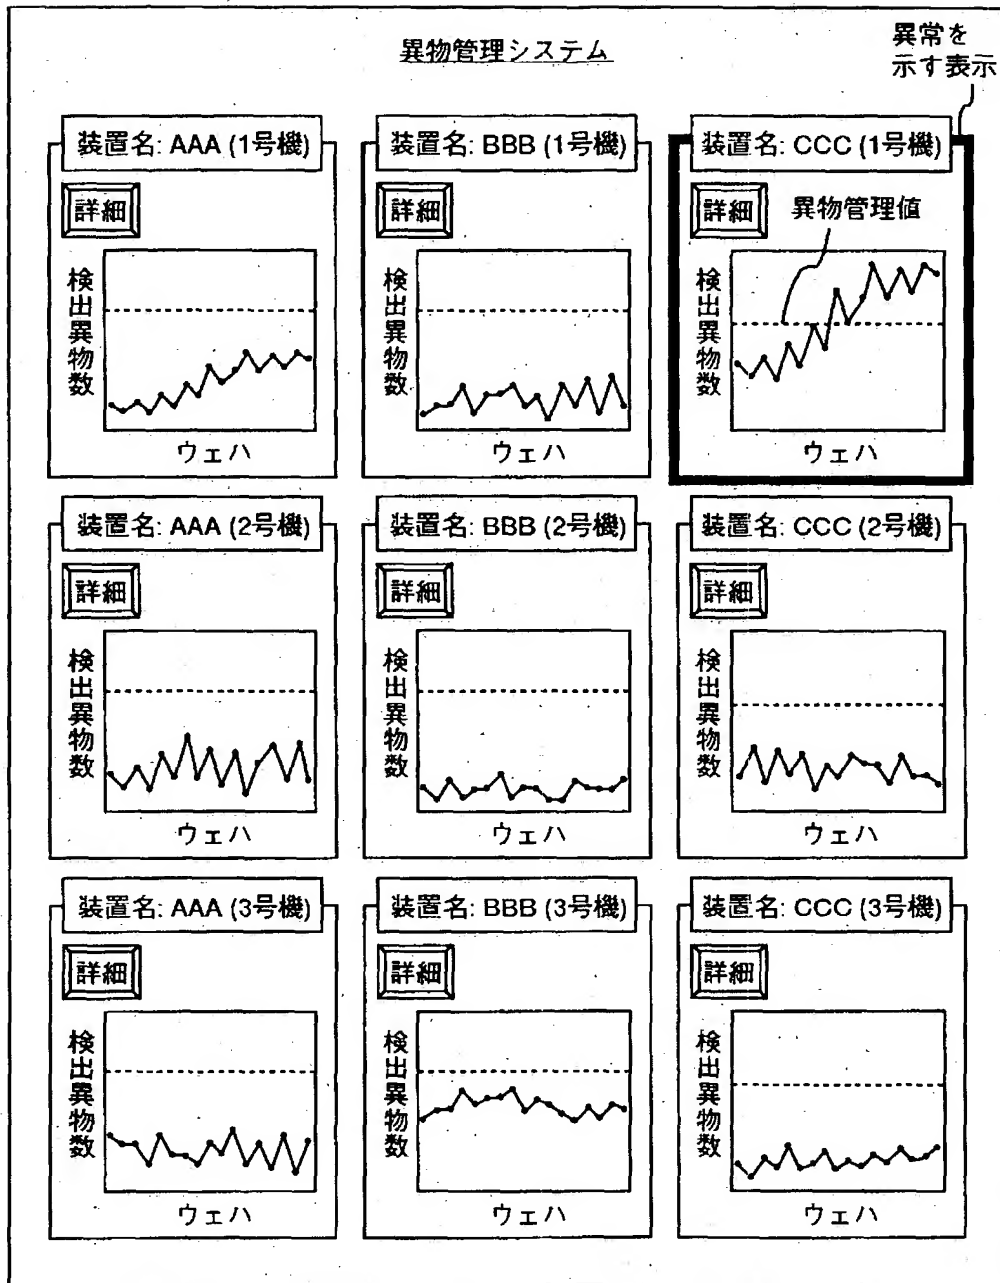 異物管理システム
異常を
示す表示
装置名: AAA (1号機)
詳細
検出異物数
ウェハ
装置名: BBB (1号機)
詳細
検出異物数
ウェハ
装置名: CCC (1号機)
詳細
異物管理値
検出異物数
ウェハ
装置名: AAA (2号機)
詳細
検出異物数
ウェハ
装置名: BBB (2号機)
詳細
検出異物数
ウェハ
装置名: CCC (2号機)
詳細
検出異物数
ウェハ
装置名: AAA (3号機)
詳細
検出異物数
ウェハ
装置名: BBB (3号機)
詳細
検出異物数
ウェハ
装置名: CCC (3号機)
詳細
検出異物数
ウェハ